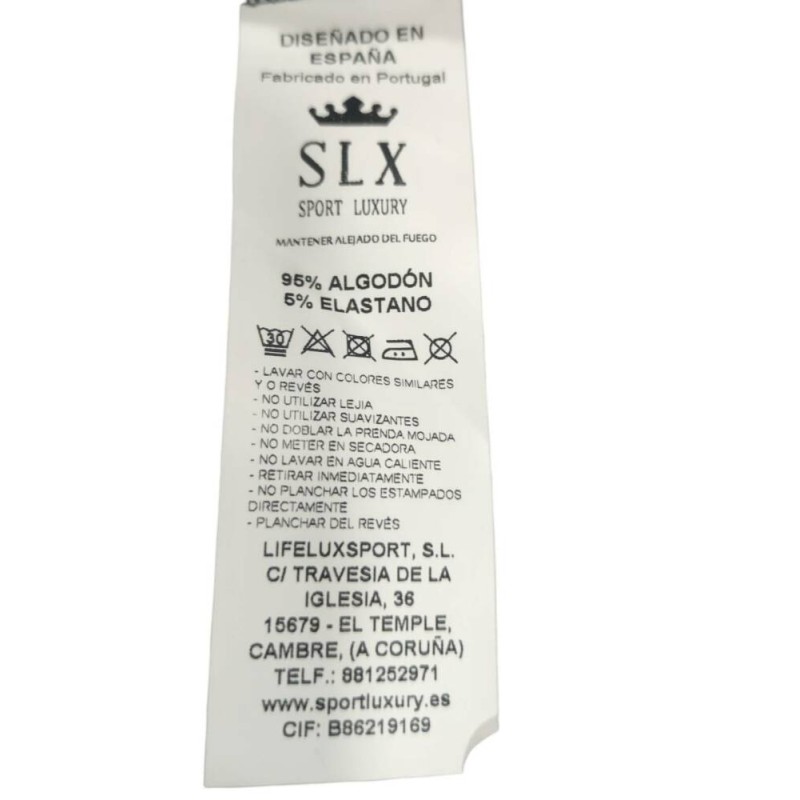 DISEÑADO EN
ESPAÑA
Fabricado en Portugal
SLX
SPORT LUXURY
MANTENER ALEJADO DEL FUEGO
95% ALGODÓN
5% ELASTANO
30
- LAVAR CON COLORES SIMILARES
Y O REVÉS
- NO UTILIZAR LEJIA
- NO UTILIZAR SUAVIZANTES
- NO DOBLAR LA PRENDA MOJADA
- NO METER EN SECADORA
- NO LAVAR EN AGUA CALIENTE
- RETIRAR INMEDIATAMENTE
- NO PLANCHAR LOS ESTAMPADOS
DIRECTAMENTE
- PLANCHAR DEL REVÉS
LIFELUXSPORT, S.L.
C/ TRAVESIA DE LA
IGLESIA, 36
15679 - EL TEMPLE,
CAMBRE, (A CORUÑA)
TELF.: 881252971
www.sportluxury.es
CIF: B86219169